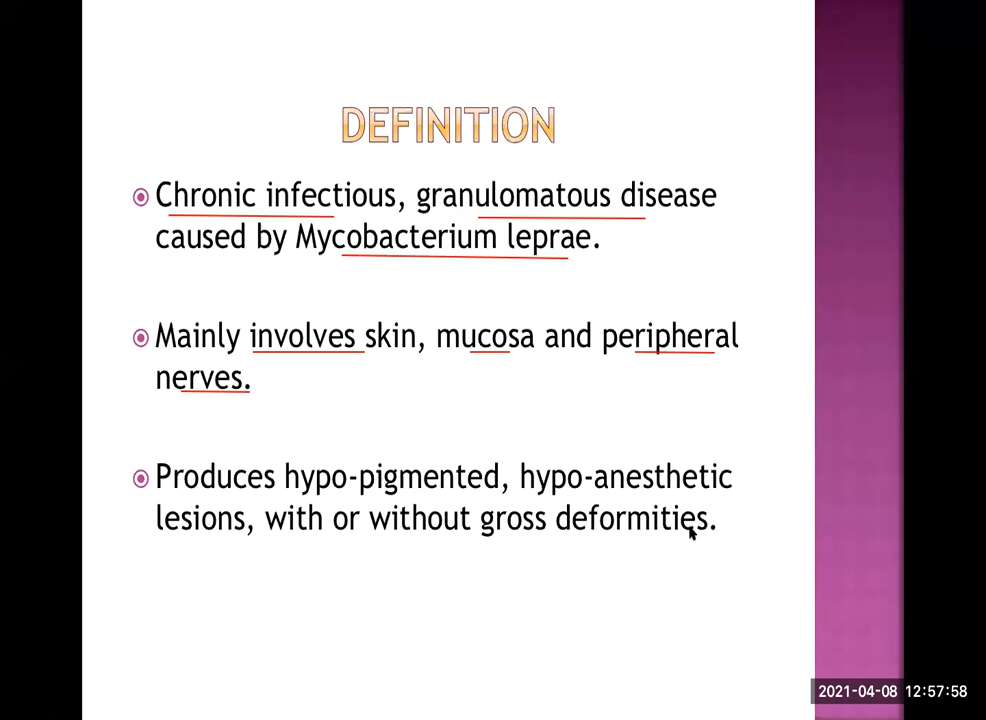 DEFINITION
Chronic infectious, granulomatous disease
caused by Mycobacterium leprae.
Mainly involves skin, mucosa and peripheral
nerves.
Produces hypo-pigmented, hypo-anesthetic
lesions, with or without gross deformities.
2021-04-08 12:57:58